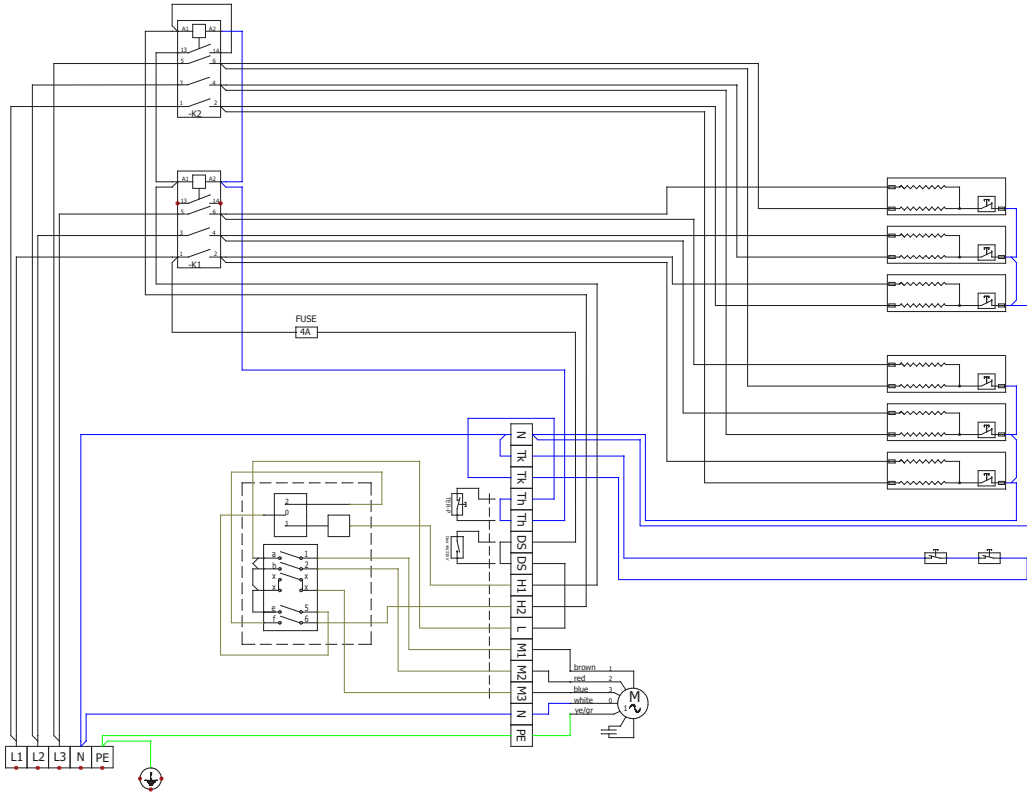 A1 A2
13 14
5 6
3 4
1 2
-K2
A1 A2
13 14
5 6
3 4
1 2
-K1
FUSE
4A
N
Tk
Tk
Th
Th
DS
DS
H1
H2
L
M1
M2
M3
N
PE
2
0
1
a 1
b 2
x x
x x
e 5
f 6
brown 1
red 2
blue 3
white 0
ye/gr
M
1
L1 L2 L3 N PE